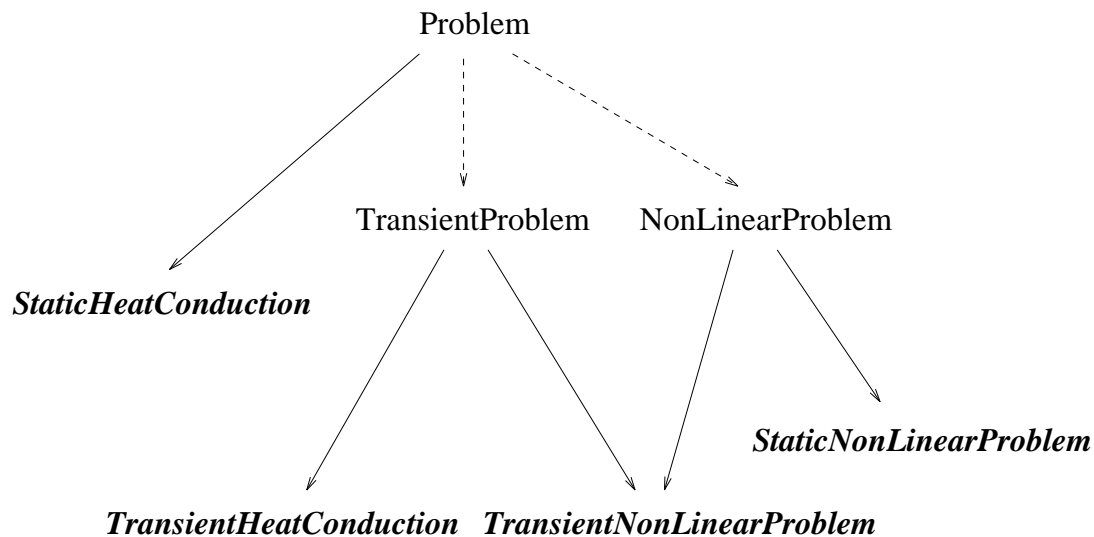 Problem
TransientProblem NonLinearProblem
StaticHeatConduction
StaticNonLinearProblem
TransientHeatConduction TransientNonLinearProblem